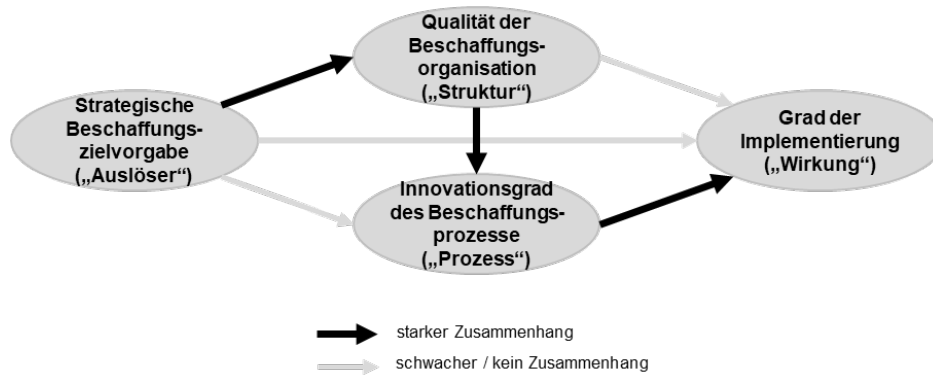 Qualität der
Beschaffungs-
organisation
(„Struktur“)
Strategische
Beschaffungs-
zielvorgabe
(„Auslöser“)
Grad der
Implementierung
(„Wirkung“)
Innovationsgrad
des Beschaffungs-
prozesse
(„Prozess“)
starker Zusammenhang
schwacher / kein Zusammenhang